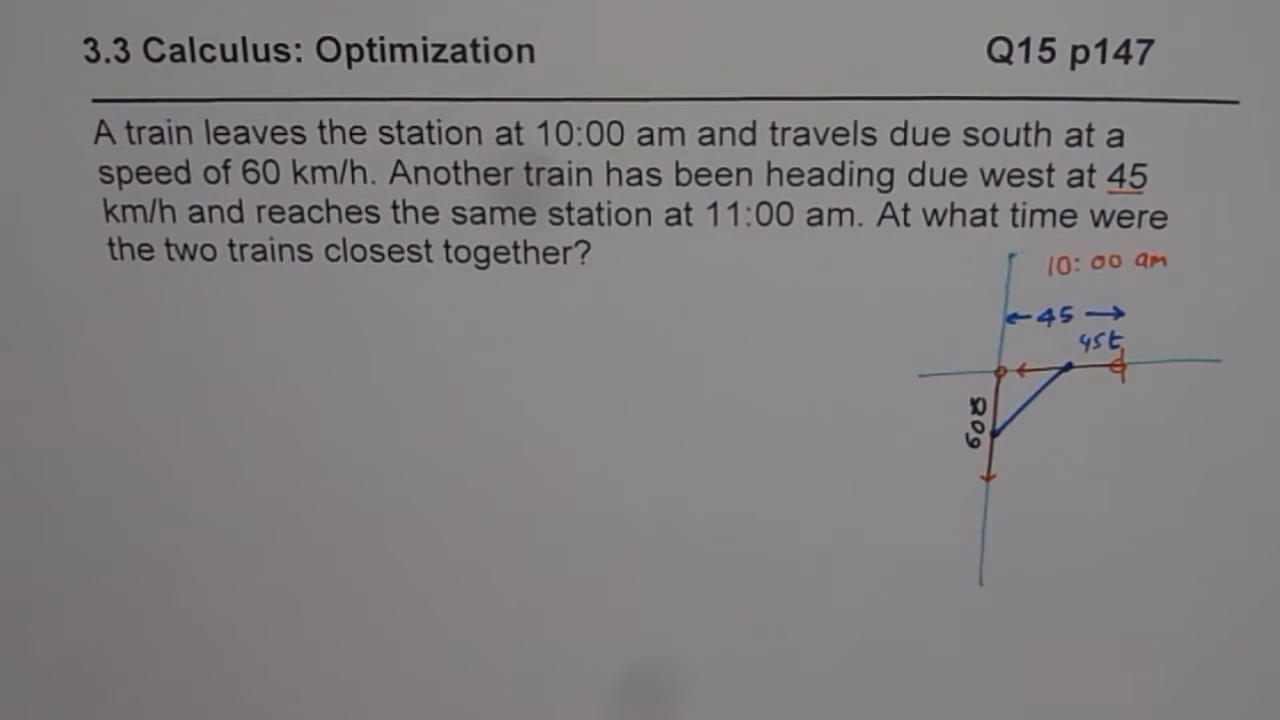 3.3 Calculus: Optimization Q15 p147
A train leaves the station at 10:00 am and travels due south at a
speed of 60 km/h. Another train has been heading due west at 45
km/h and reaches the same station at 11:00 am. At what time were
the two trains closest together?
10:00 am
←45→
45t
60